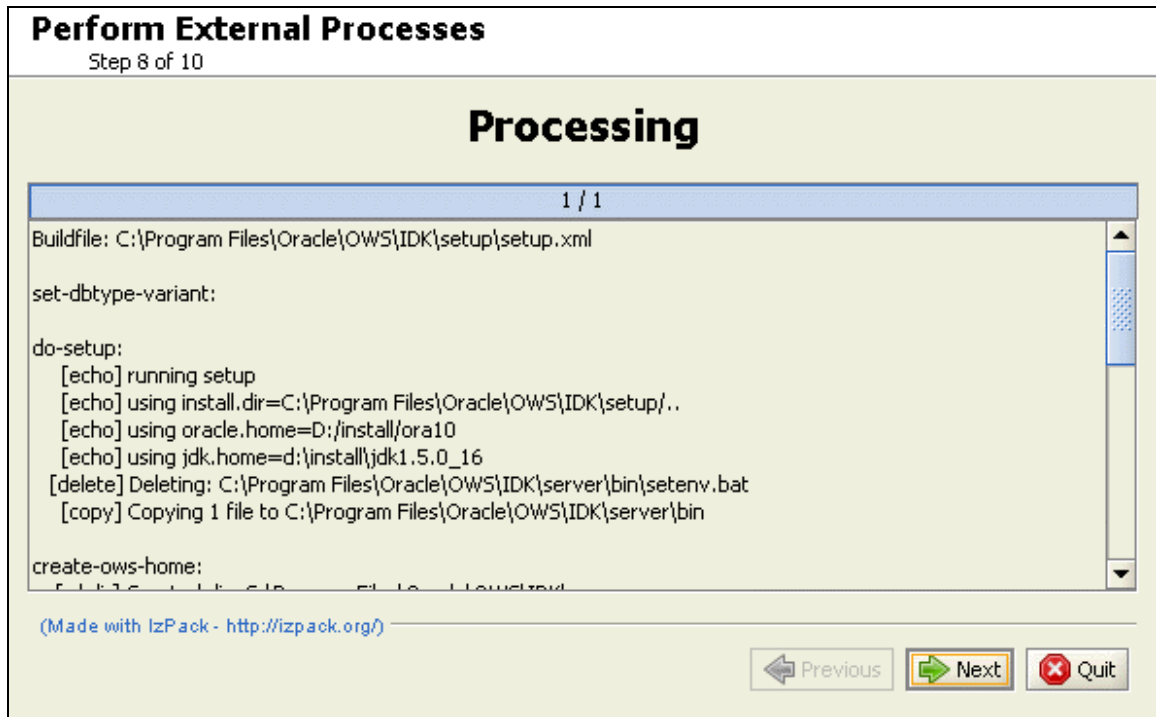 Perform External Processes
Step 8 of 10
Processing
1 / 1
Buildfile: C:\Program Files\Oracle\OWS\IDK\setup\setup.xml
set-dbtype-variant:
do-setup:
[echo] running setup
[echo] using install.dir=C:\Program Files\Oracle\OWS\IDK\setup/..
[echo] using oracle.home=D:/install/ora10
[echo] using jdk.home=d:\install\jdk1.5.0_16
[delete] Deleting: C:\Program Files\Oracle\OWS\IDK\server\bin\setenv.bat
[copy] Copying 1 file to C:\Program Files\Oracle\OWS\IDK\server\bin
create-ows-home:
(Made with IzPack - http://izpack.org/)
Previous
Next
Quit